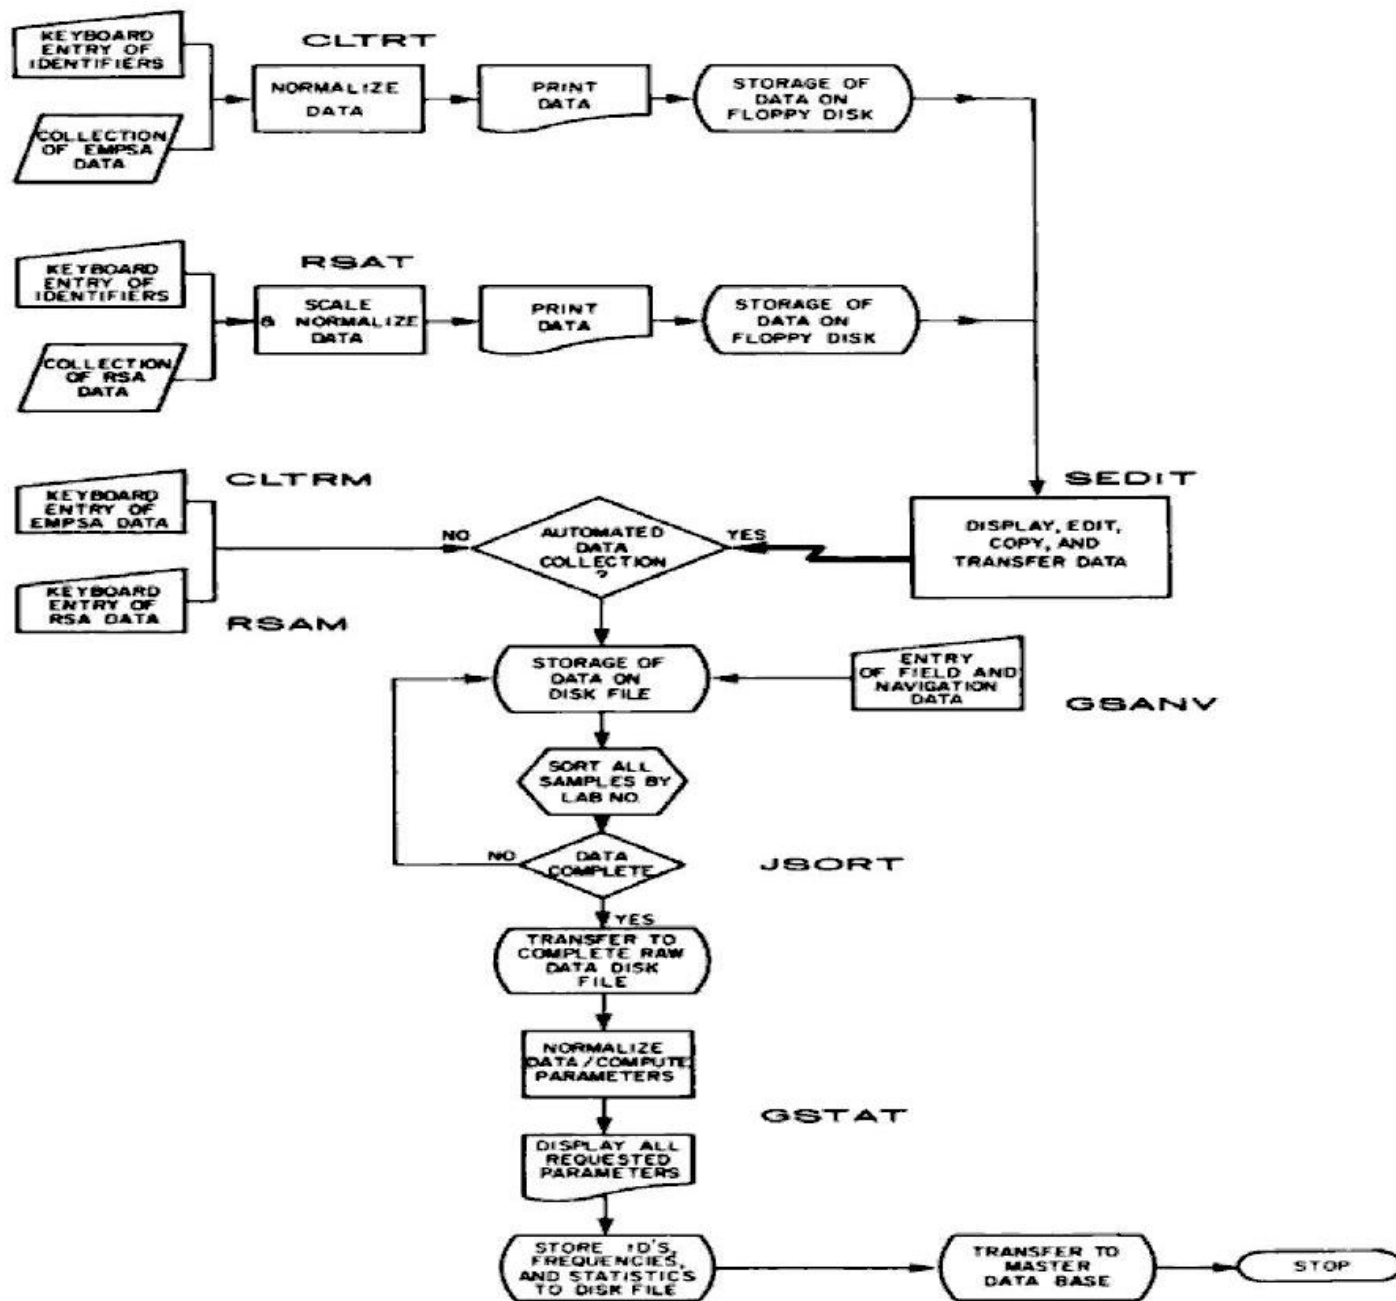 KEYBOARD
ENTRY OF
IDENTIFIERS
CLTRT
COLLECTION
OF EMPSA
DATA
NORMALIZE
DATA
PRINT
DATA
STORAGE OF
DATA ON
FLOPPY DISK
KEYBOARD
ENTRY OF
IDENTIFIERS
RSAT
COLLECTION
OF RSA
DATA
SCALE
& NORMALIZE
DATA
PRINT
DATA
STORAGE OF
DATA ON
FLOPPY DISK
KEYBOARD
ENTRY OF
EMPSA DATA
CLTRM
KEYBOARD
ENTRY OF
RSA DATA
RSAM
NO
AUTOMATED
DATA
COLLECTION
?
YES
SEDIT
DISPLAY, EDIT,
COPY, AND
TRANSFER DATA
STORAGE OF
DATA ON
DISK FILE
ENTRY
OF FIELD AND
NAVIGATION
DATA
GSANV
SORT ALL
SAMPLES BY
LAB NO.
NO
DATA
COMPLETE
JSORT
YES
TRANSFER TO
COMPLETE RAW
DATA DISK
FILE
NORMALIZE
DATA/COMPUTE
PARAMETERS
GSTAT
DISPLAY ALL
REQUESTED
PARAMETERS
STORE ID'S,
FREQUENCIES,
AND STATISTICS
TO DISK FILE
TRANSFER TO
MASTER
DATA BASE
STOP